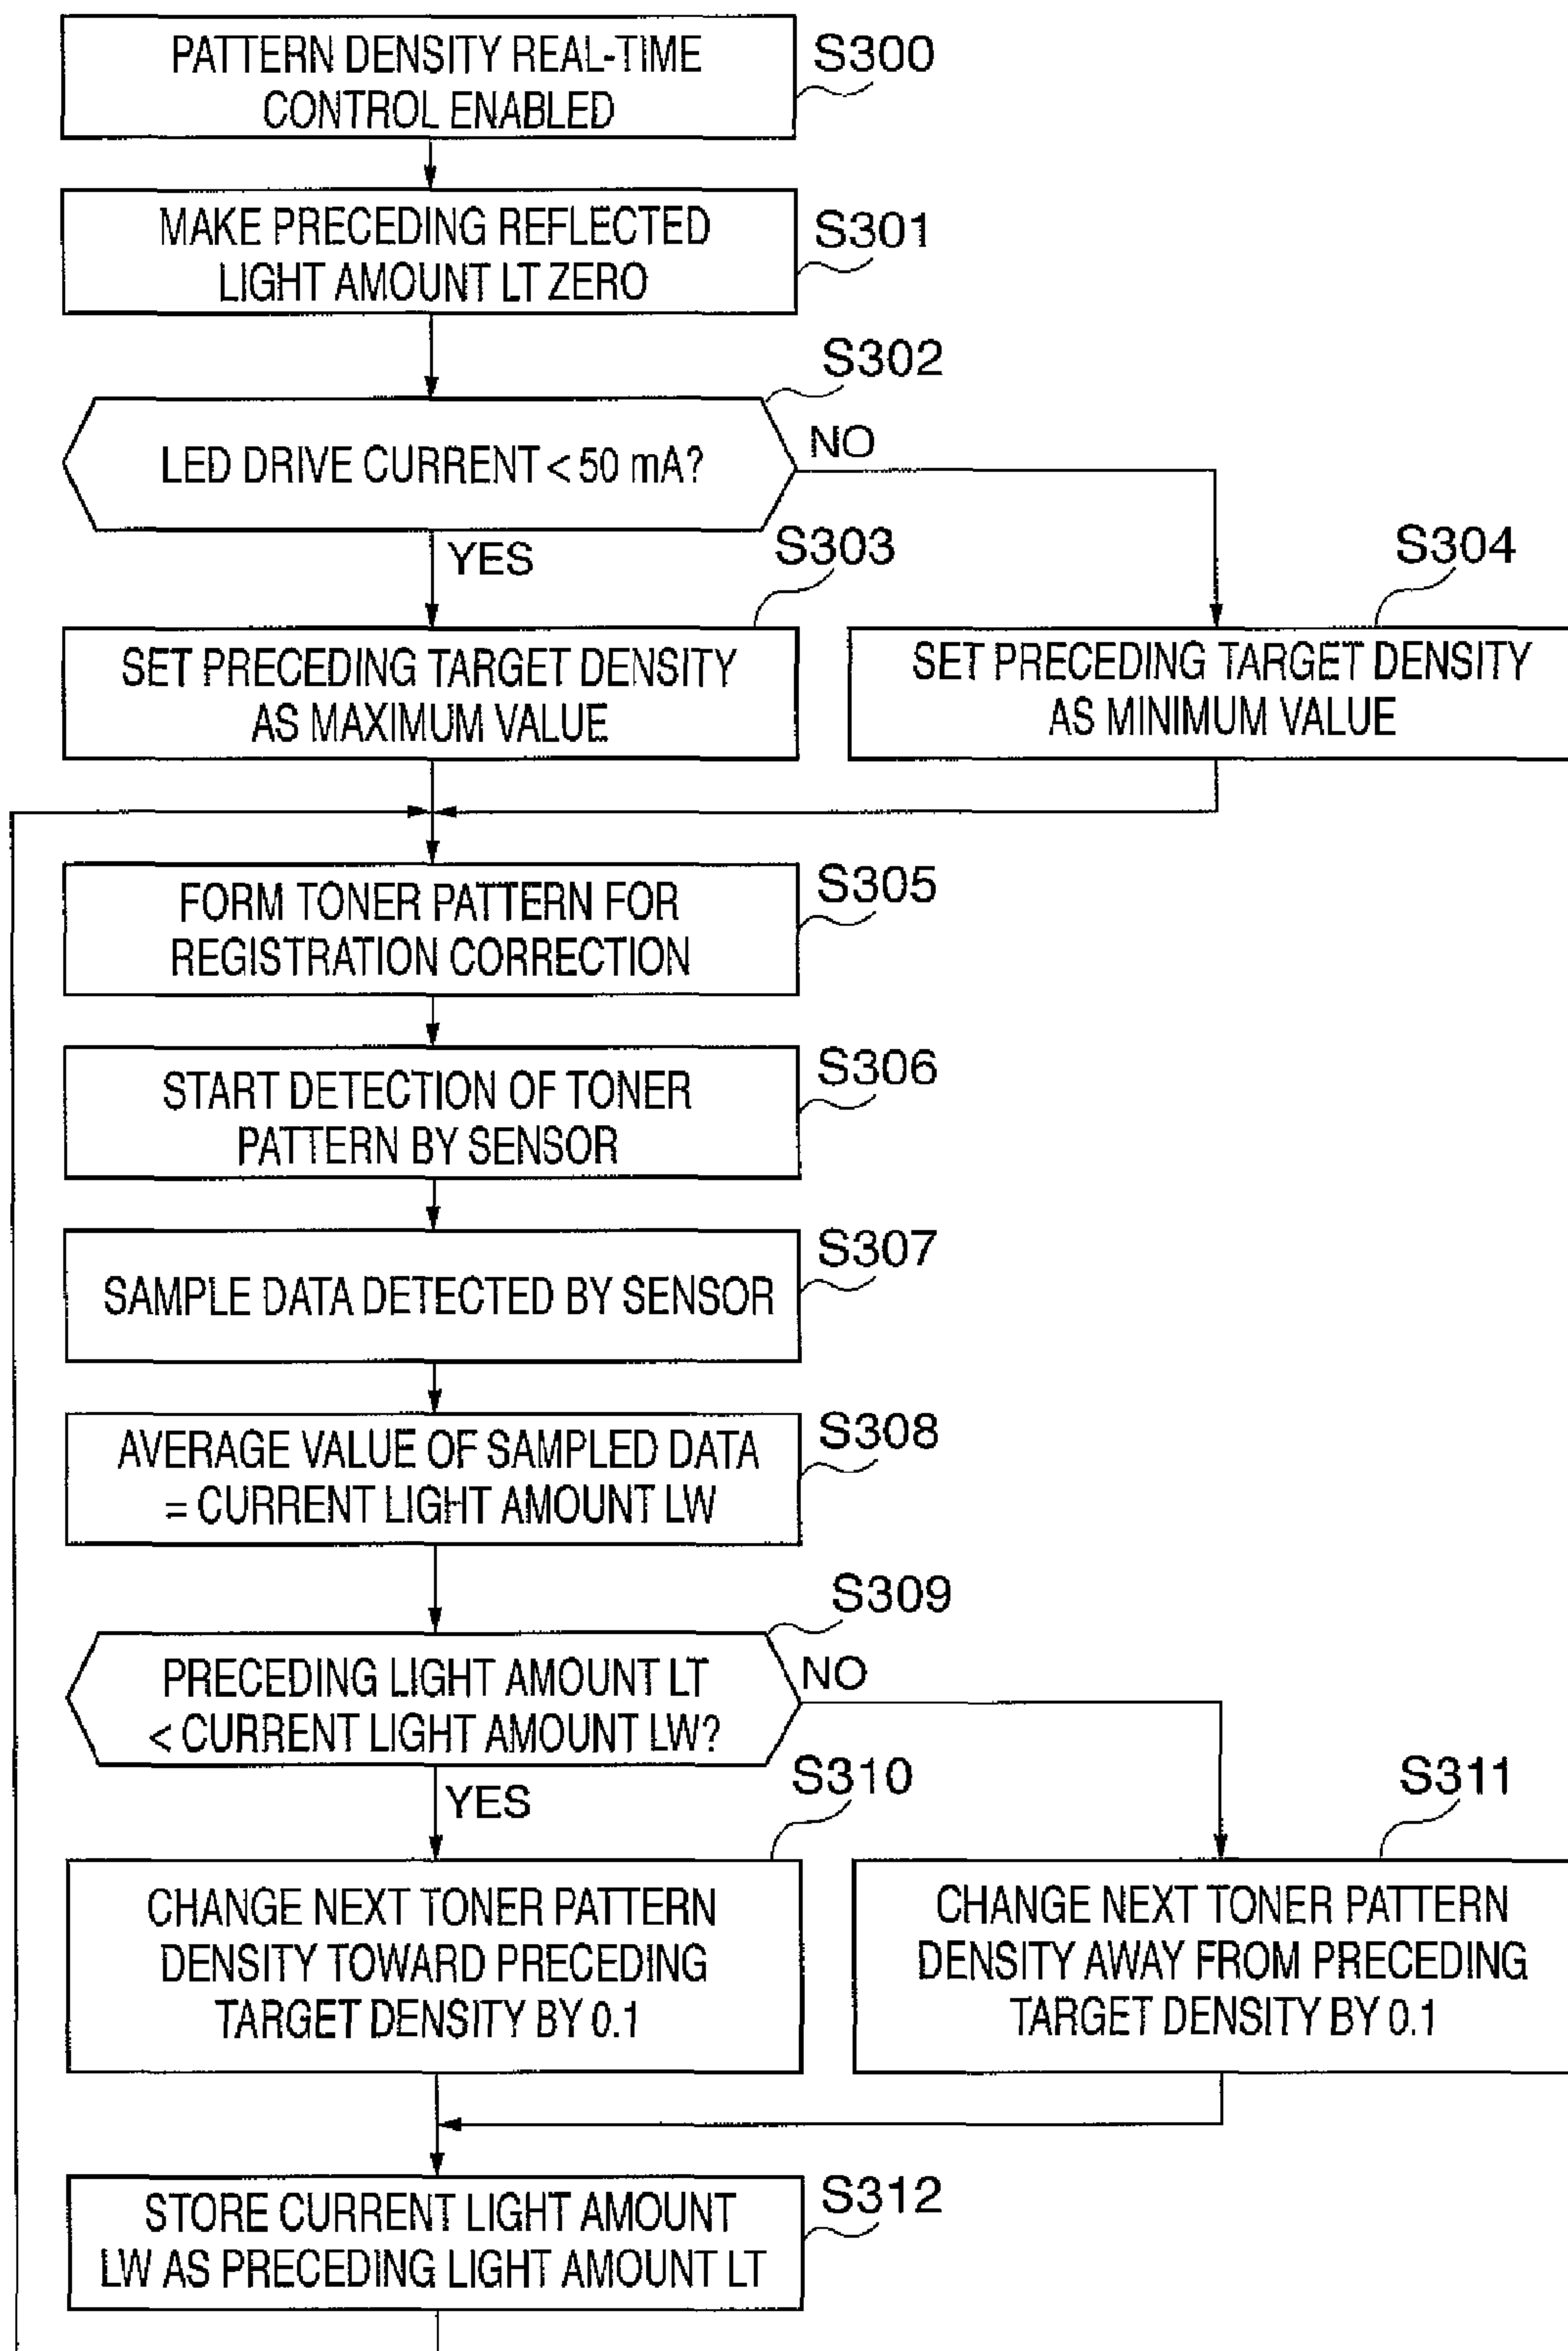 PATTERN DENSITY REAL-TIME
CONTROL ENABLED
S300
MAKE PRECEDING REFLECTED
LIGHT AMOUNT LT ZERO
S301
S302
LED DRIVE CURRENT < 50 mA?
NO
YES
S303
S304
SET PRECEDING TARGET DENSITY
AS MAXIMUM VALUE
SET PRECEDING TARGET DENSITY
AS MINIMUM VALUE
FORM TONER PATTERN FOR
REGISTRATION CORRECTION
S305
START DETECTION OF TONER
PATTERN BY SENSOR
S306
SAMPLE DATA DETECTED BY SENSOR
S307
AVERAGE VALUE OF SAMPLED DATA
= CURRENT LIGHT AMOUNT LW
S308
S309
PRECEDING LIGHT AMOUNT LT
< CURRENT LIGHT AMOUNT LW?
NO
YES
S310
S311
CHANGE NEXT TONER PATTERN
DENSITY TOWARD PRECEDING
TARGET DENSITY BY 0.1
CHANGE NEXT TONER PATTERN
DENSITY AWAY FROM PRECEDING
TARGET DENSITY BY 0.1
STORE CURRENT LIGHT AMOUNT
LW AS PRECEDING LIGHT AMOUNT LT
S312